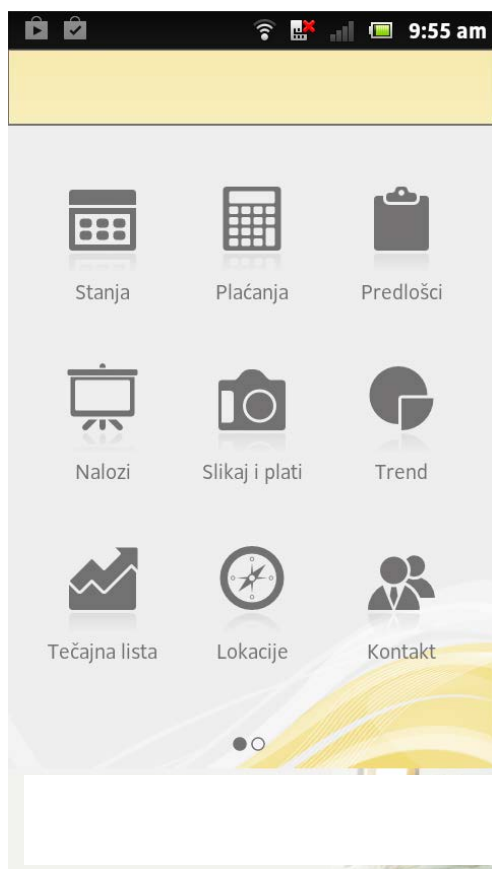 9:55 am
Stanja
Plaćanja
Predlošci
Nalozi
Slikaj i plati
Trend
Tečajna lista
Lokacije
Kontakt